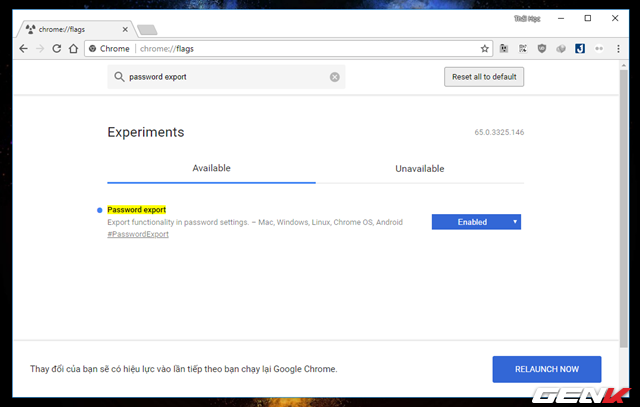 chrome://flags
Thái Học
Chrome | chrome://flags
password export
Reset all to default
Experiments
65.0.3325.146
Available
Unavailable
Password export
Export functionality in password settings. – Mac, Windows, Linux, Chrome OS, Android
#PasswordExport
Enabled
Thay đổi của bạn sẽ có hiệu lực vào lần tiếp theo bạn chạy lại Google Chrome.
RELAUNCH NOW
GENK